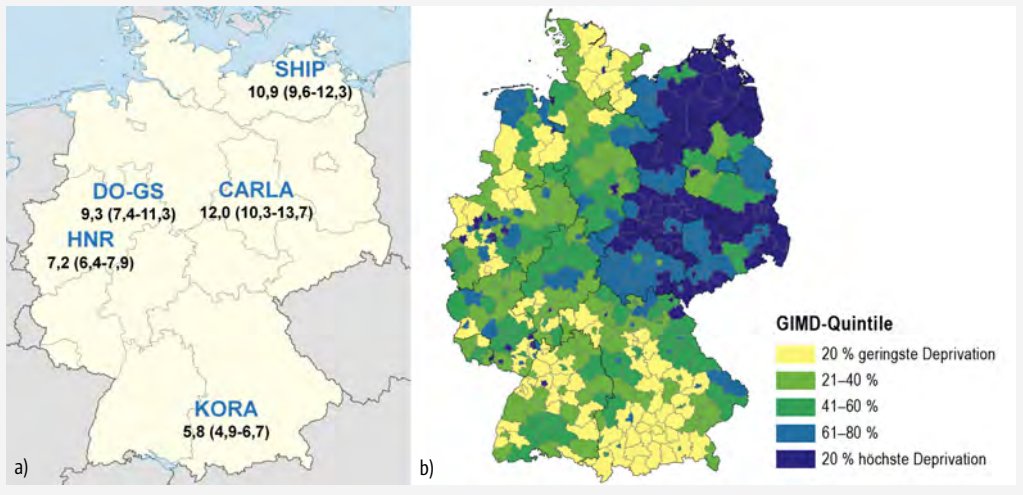 SHIP
10,9 (9,6-12,3)
DO-GS
9,3 (7,4-11,3)
CARLA
12,0 (10,3-13,7)
HNR
7,2 (6,4-7,9)
KORA
5,8 (4,9-6,7)
a)
GIMD-Quintile
20 % geringste Deprivation
21–40 %
41–60 %
61–80 %
20 % höchste Deprivation
b)